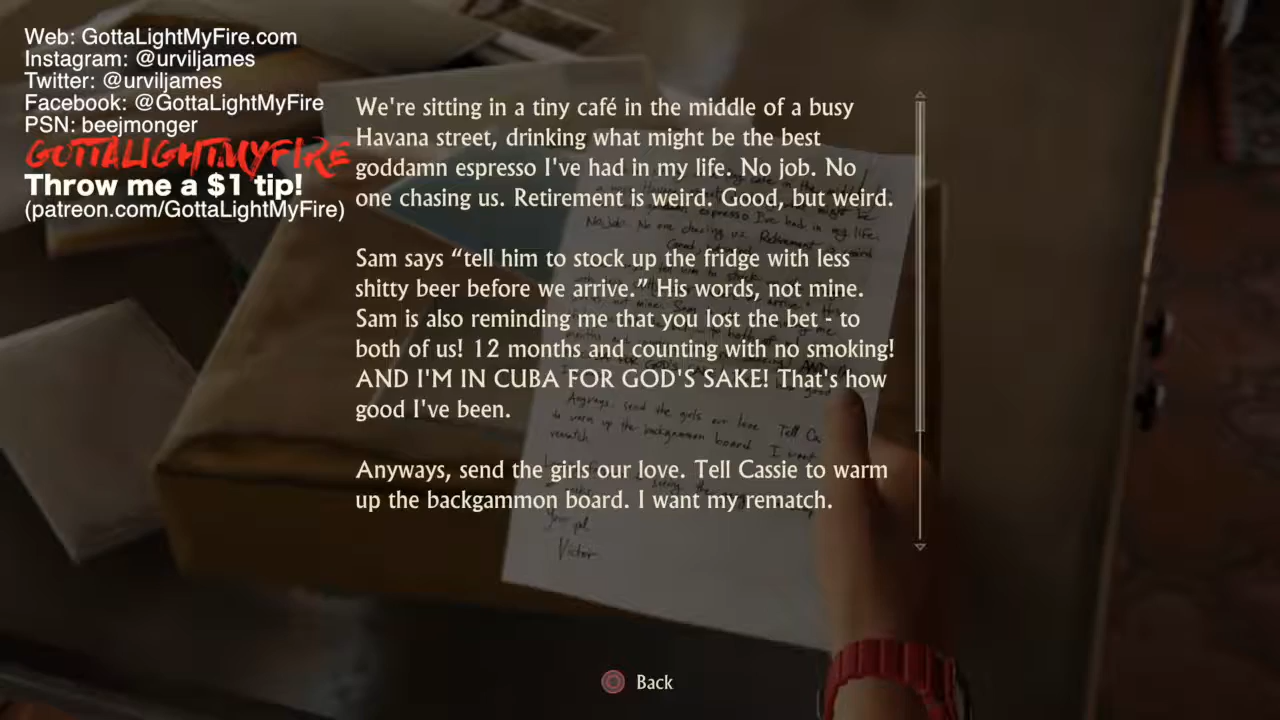 Web: GottaLightMyFire.com
Instagram: @urviljames
Twitter: @urviljames
Facebook: @GottaLightMyFire
PSN: beejmonger
GOTTALIGHTMYFIRE
Throw me a $1 tip!
(patreon.com/GottaLightMyFire)
We're sitting in a tiny café in the middle of a busy
Havana street, drinking what might be the best
goddamn espresso I've had in my life. No job. No
one chasing us. Retirement is weird. Good, but weird.
Sam says “tell him to stock up the fridge with less
shitty beer before we arrive.” His words, not mine.
Sam is also reminding me that you lost the bet - to
both of us! 12 months and counting with no smoking!
AND I'M IN CUBA FOR GOD'S SAKE! That's how
good I've been.
Anyways, send the girls our love. Tell Cassie to warm
up the backgammon board. I want my rematch.
Victor
Back